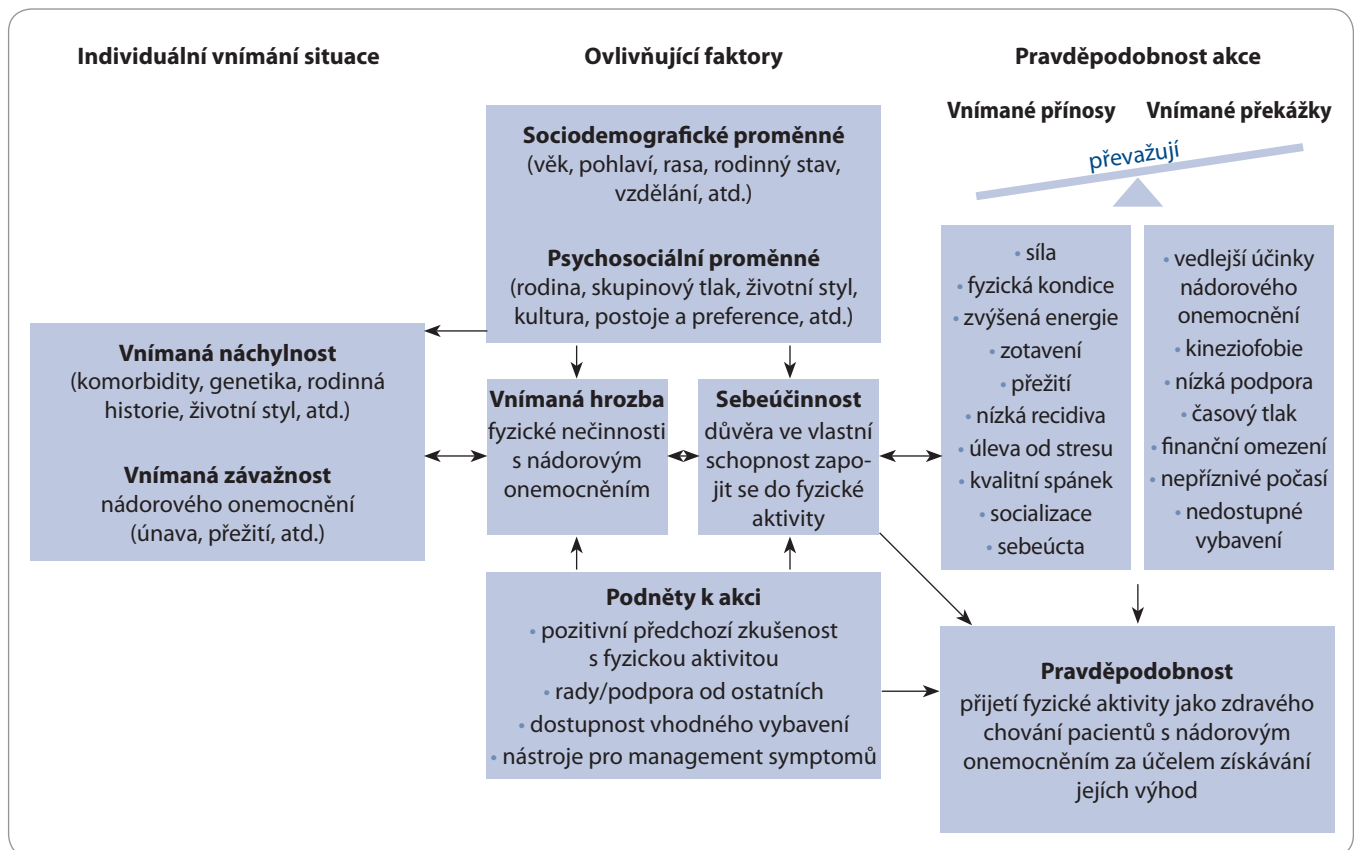 Individuální vnímání situace
Ovlivňující faktory
Pravděpodobnost akce
Sociodemografické proměnné
(věk, pohlaví, rasa, rodinný stav,
vzdělání, atd.)
Psychosociální proměnné
(rodina, skupinový tlak, životní styl,
kultura, postoje a preference, atd.)
Vnímaná náchylnost
(komorbidity, genetika, rodinná
historie, životní styl, atd.)
Vnímaná závažnost
nádorového onemocnění
(únava, přežití, atd.)
Vnímaná hrozba
fyzické nečinnosti
s nádorovým
onemocněním
Sebeúčinnost
důvěra ve vlastní
schopnost zapo-
jit se do fyzické
aktivity
Podněty k akci
• pozitivní předchozí zkušenost
s fyzickou aktivitou
• rady/podpora od ostatních
• dostupnost vhodného vybavení
• nástroje pro management symptomů
Vnímané přínosy
Vnímané překážky
převažují
• síla
• fyzická kondice
• zvýšená energie
• zotavení
• přežití
• nízká recidiva
• úleva od stresu
• kvalitní spánek
• socializace
• sebeúcta
• vedlejší účinky
nádorového
onemocnění
• kineziofobie
• nízká podpora
• časový tlak
• finanční omezení
• nepříznivé počasí
• nedostupné
vybavení
Pravděpodobnost
přijetí fyzické aktivity jako zdravého
chování pacientů s nádorovým
onemocněním za účelem získávání
jejích výhod